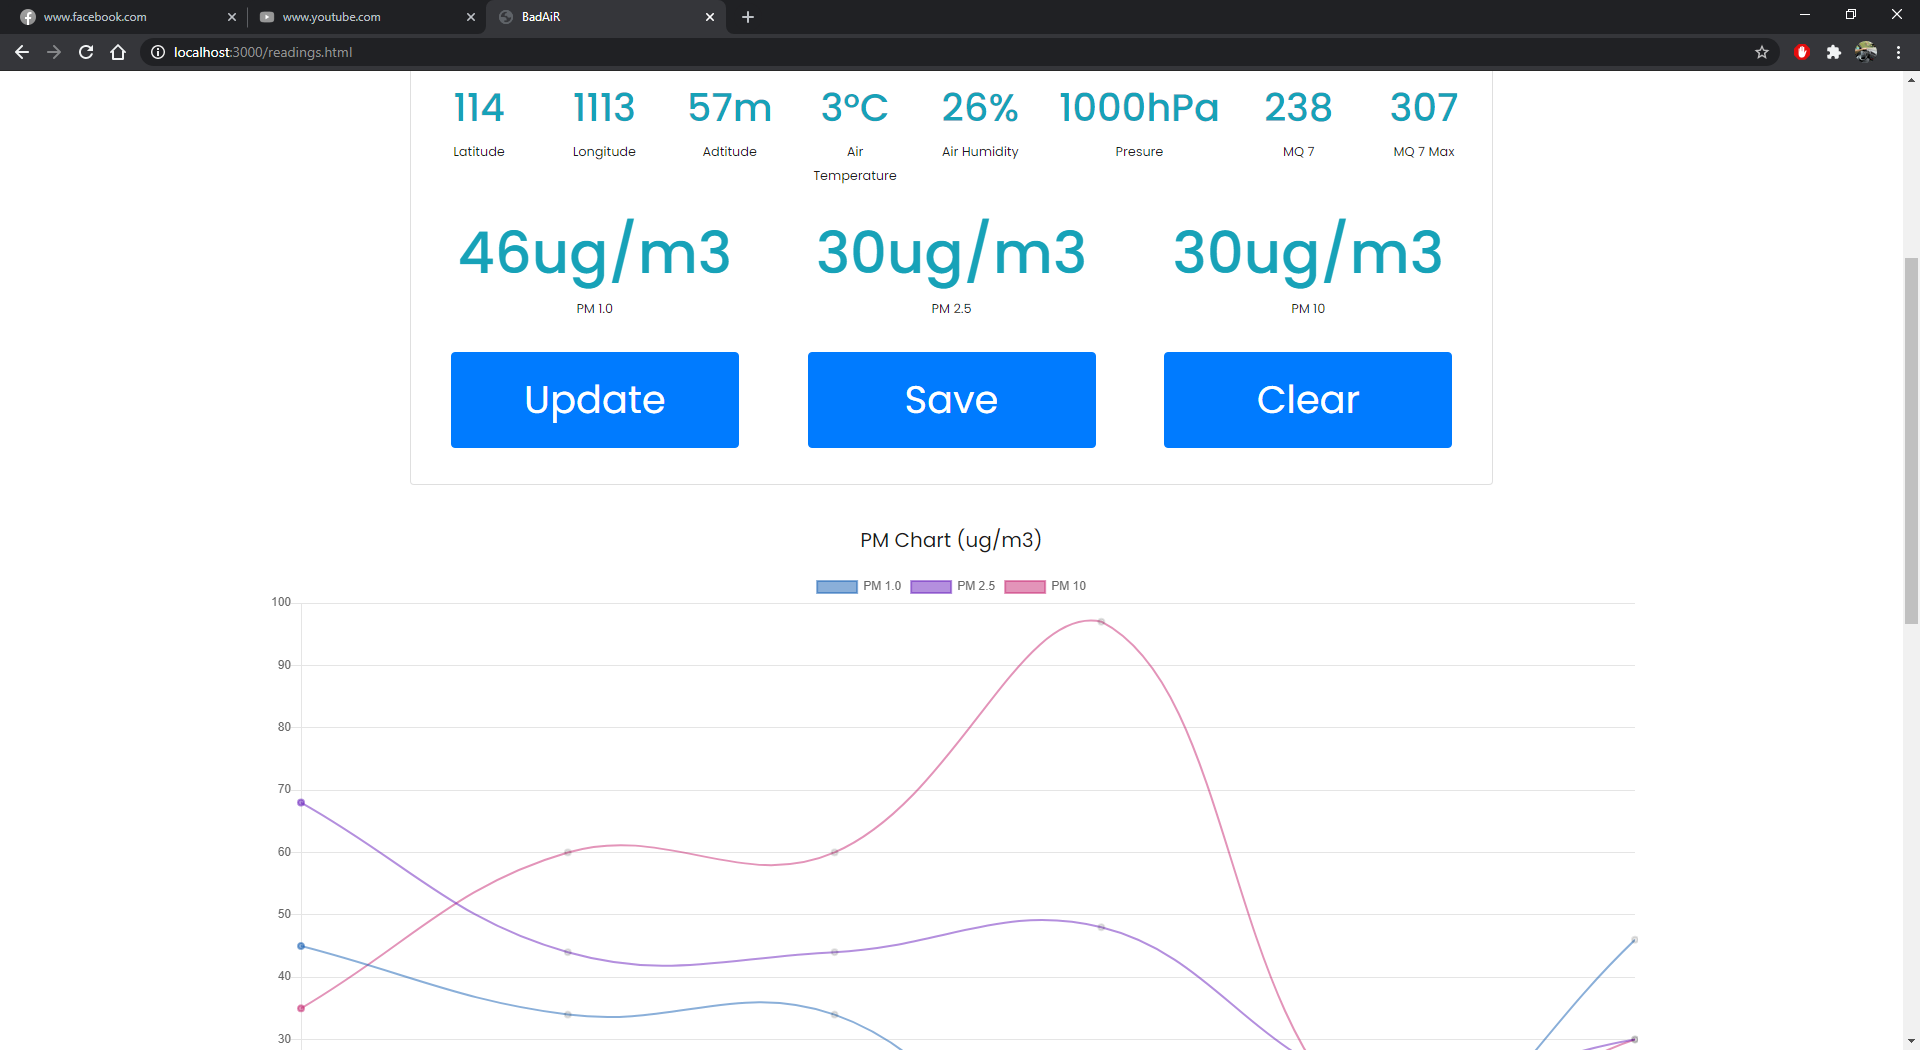 www.facebook.com
www.youtube.com
BadAiR
localhost:3000/readings.html
114 1113 57m 3°C 26% 1000hPa 238 307
Latitude Longitude Adtitude Air Temperature Air Humidity Presure MQ 7 MQ 7 Max
46ug/m3 30ug/m3 30ug/m3
PM 1.0 PM 2.5 PM 10
Update Save Clear
PM Chart (ug/m3)
PM 1.0 PM 2.5 PM 10
100
90
80
70
60
50
40
30